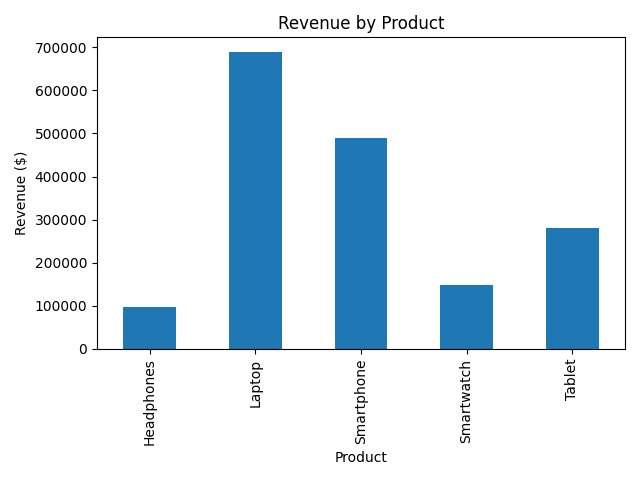 Revenue by Product
Revenue ($)
700000
600000
500000
400000
300000
200000
100000
0
Headphones
Laptop
Smartphone
Smartwatch
Tablet
Product